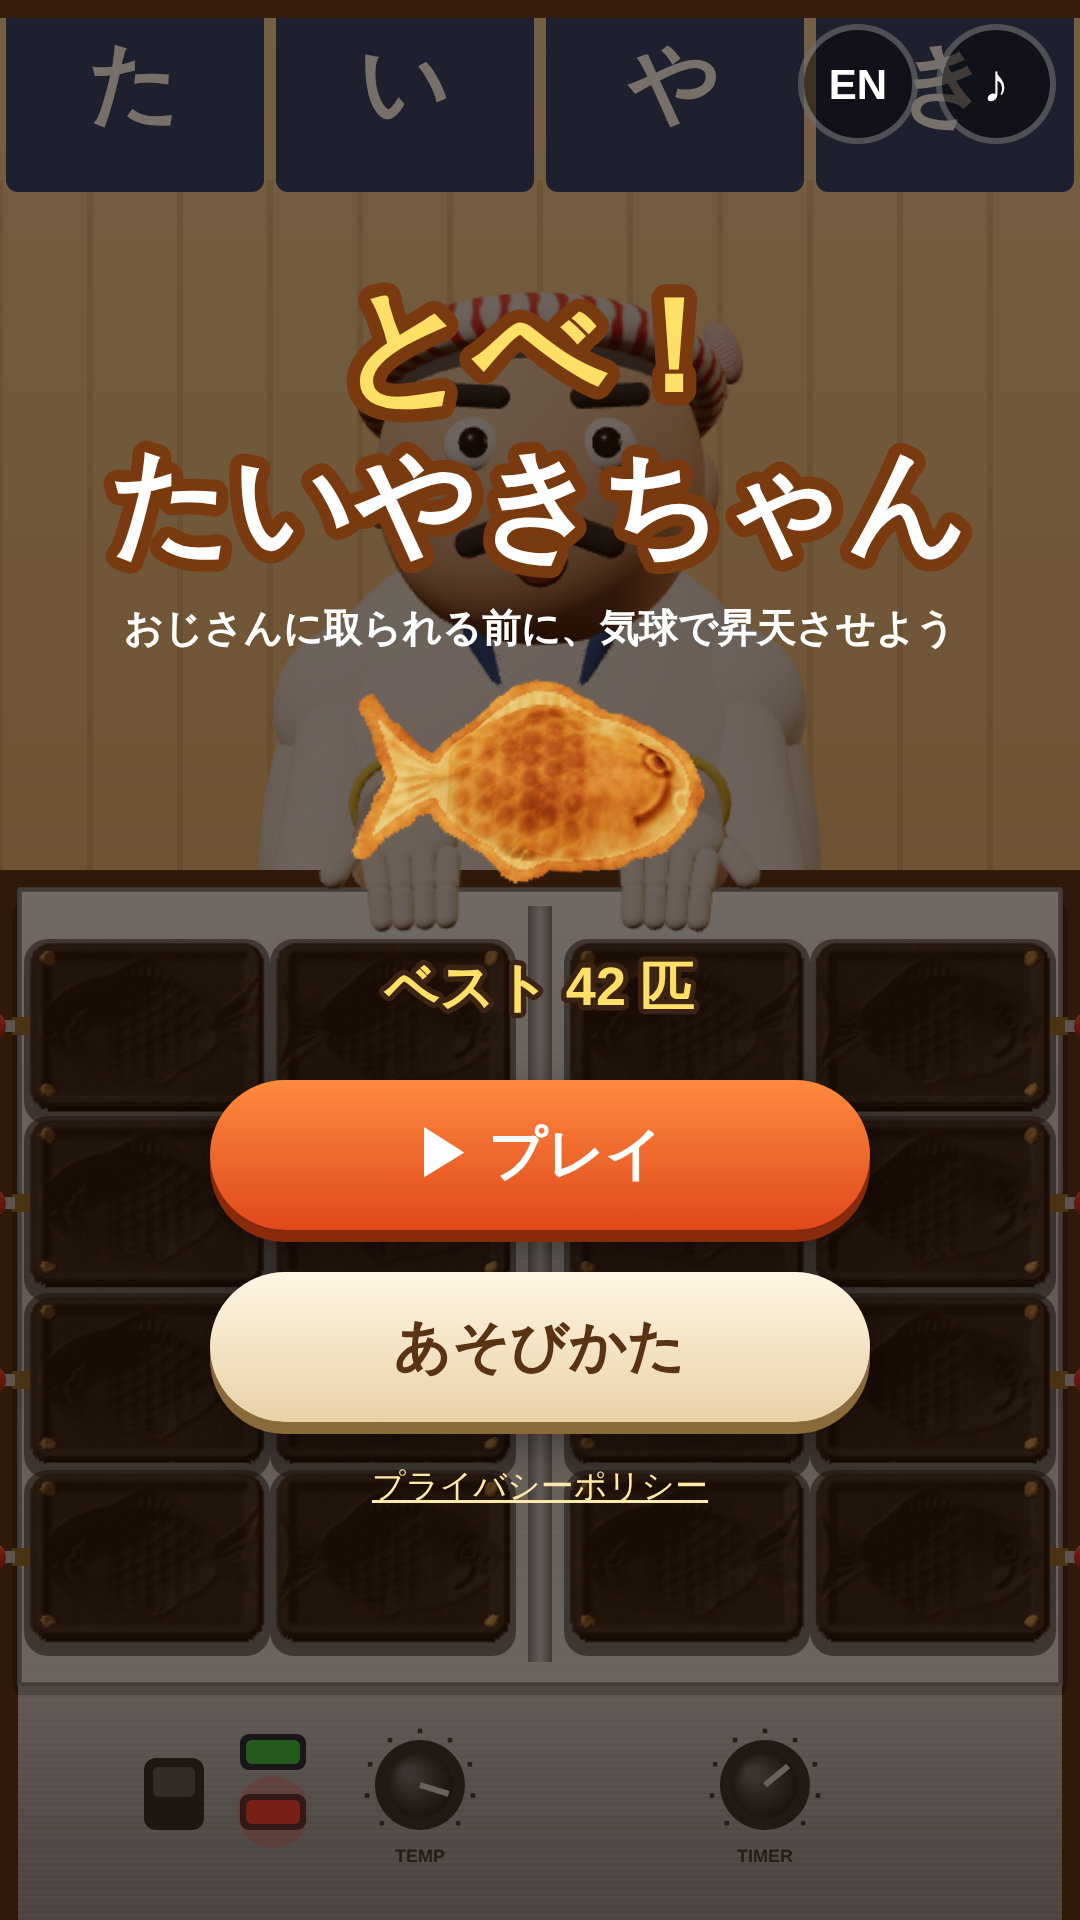 たいやき
EN ♪
とべ！
たいやきちゃん
おじさんに取られる前に、気球で昇天させよう
ベスト 42 匹
▶ プレイ
あそびかた
プライバシーポリシー
TEMP
TIMER